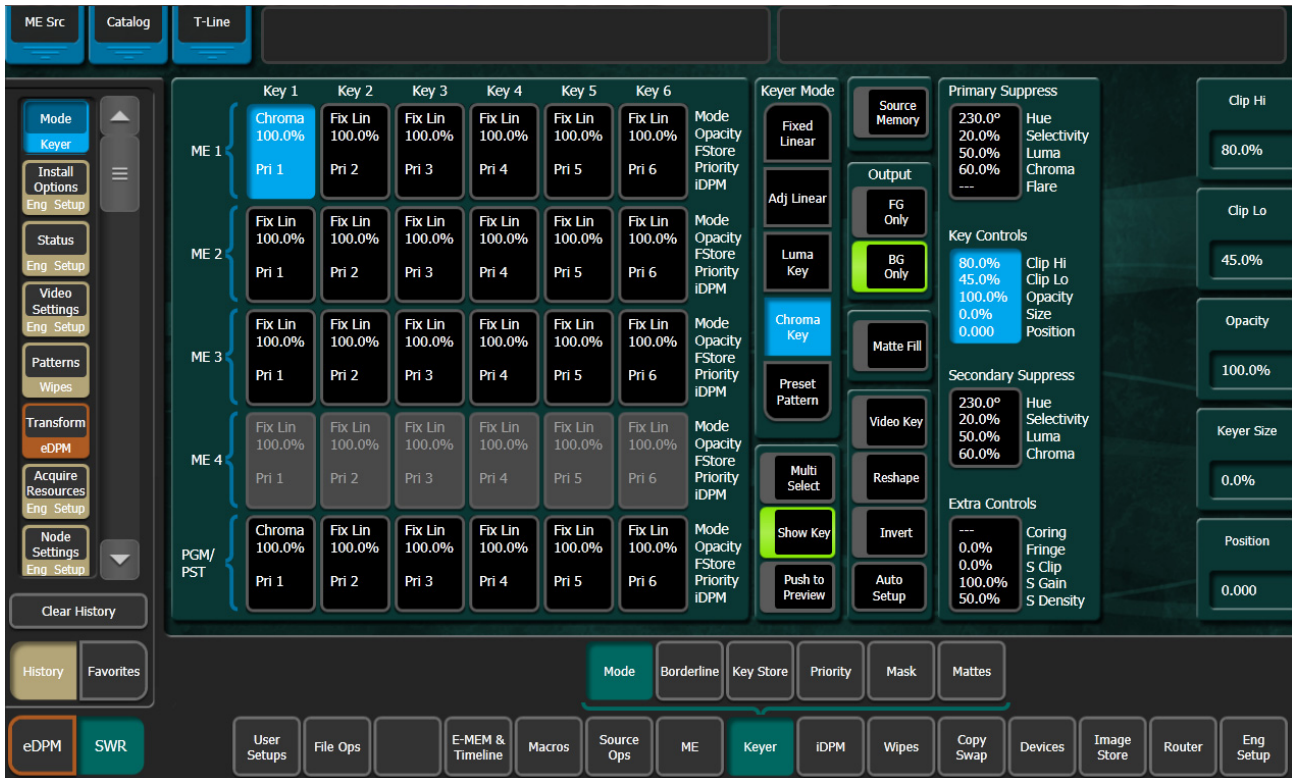 ME Src Catalog T-Line
Key 1 Key 2 Key 3 Key 4 Key 5 Key 6
ME 1
Chroma Fix Lin Fix Lin Fix Lin Fix Lin Fix Lin Mode
100.0% 100.0% 100.0% 100.0% 100.0% 100.0% Opacity
FStore
Pri 1 Pri 2 Pri 3 Pri 4 Pri 5 Pri 6 Priority
iDPM
ME 2
Fix Lin Fix Lin Fix Lin Fix Lin Fix Lin Fix Lin Mode
100.0% 100.0% 100.0% 100.0% 100.0% 100.0% Opacity
FStore
Pri 1 Pri 2 Pri 3 Pri 4 Pri 5 Pri 6 Priority
iDPM
ME 3
Fix Lin Fix Lin Fix Lin Fix Lin Fix Lin Fix Lin Mode
100.0% 100.0% 100.0% 100.0% 100.0% 100.0% Opacity
FStore
Pri 1 Pri 2 Pri 3 Pri 4 Pri 5 Pri 6 Priority
iDPM
ME 4
Fix Lin Fix Lin Fix Lin Fix Lin Fix Lin Fix Lin Mode
100.0% 100.0% 100.0% 100.0% 100.0% 100.0% Opacity
FStore
Pri 1 Pri 2 Pri 3 Pri 4 Pri 5 Pri 6 Priority
iDPM
PGM/
PST
Chroma Fix Lin Fix Lin Fix Lin Fix Lin Fix Lin Mode
100.0% 100.0% 100.0% 100.0% 100.0% 100.0% Opacity
FStore
Pri 1 Pri 2 Pri 3 Pri 4 Pri 5 Pri 6 Priority
iDPM
Mode
Keyer
Install
Options
Eng Setup
Status
Eng Setup
Video
Settings
Eng Setup
Patterns
Wipes
Transform
eDPM
Acquire
Resources
Eng Setup
Node
Settings
Eng Setup
Clear History
History Favorites
Keyer Mode
Fixed
Linear
Adj Linear
Luma
Key
Chroma
Key
Preset
Pattern
Multi
Select
Show Key
Push to
Preview
Source
Memory
Output
FG
Only
BG
Only
Matte Fill
Video Key
Reshape
Invert
Auto
Setup
Primary Suppress
230.0° Hue
20.0% Selectivity
50.0% Luma
60.0% Chroma
--- Flare
Key Controls
80.0% Clip Hi
45.0% Clip Lo
100.0% Opacity
0.0% Size
0.000 Position
Secondary Suppress
230.0° Hue
20.0% Selectivity
50.0% Luma
60.0% Chroma
Extra Controls
--- Coring
0.0% Fringe
0.0% S Clip
100.0% S Gain
50.0% S Density
Clip Hi
80.0%
Clip Lo
45.0%
Opacity
100.0%
Keyer Size
0.0%
Position
0.000
Mode Borderline Key Store Priority Mask Mattes
eDPM SWR
User
Setups
File Ops
E-MEM &
Timeline
Macros
Source
Ops
ME
Keyer
iDPM
Wipes
Copy
Swap
Devices
Image
Store
Router
Eng
Setup